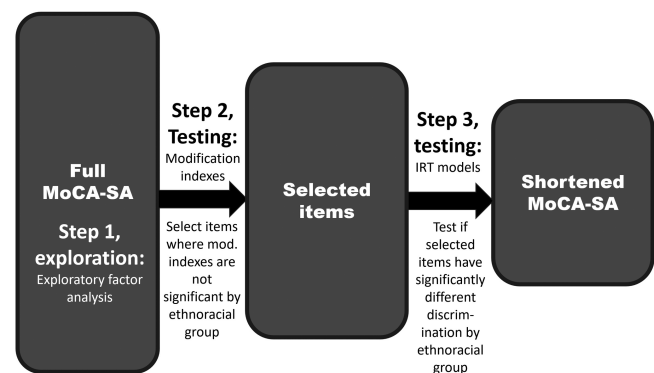 Full
MoCA-SA
Step 1,
exploration:
Exploratory factor
analysis
Step 2,
Testing:
Modification
indexes
Select items
where mod.
indexes are
not
significant by
ethnoracial
group
Selected
items
Step 3,
testing:
IRT models
Test if
selected
items have
significantly
different
discrim-
ination by
ethnoracial
group
Shortened
MoCA-SA